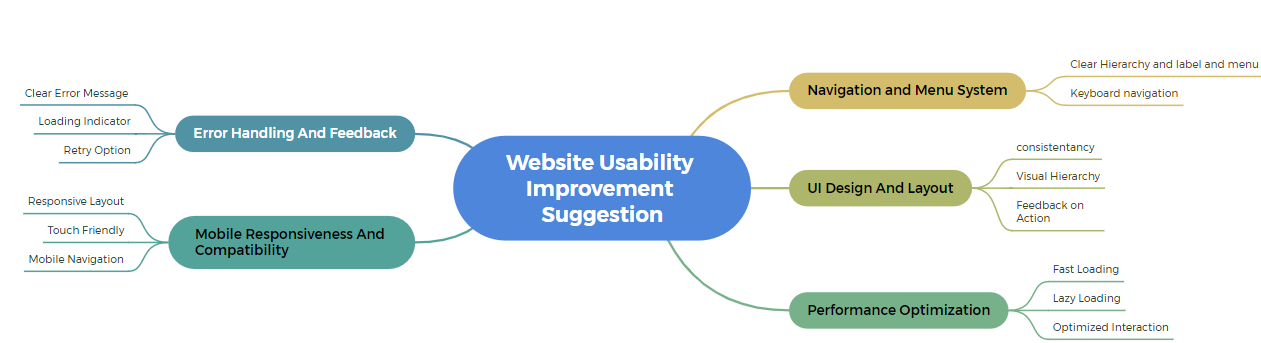 Website Usability
Improvement
Suggestion
Navigation and Menu System
Clear Hierarchy and label and menu
Keyboard navigation
UI Design And Layout
consistentancy
Visual Hierarchy
Feedback on
Action
Performance Optimization
Fast Loading
Lazy Loading
Optimized Interaction
Error Handling And Feedback
Clear Error Message
Loading Indicator
Retry Option
Mobile Responsiveness And
Compatibility
Responsive Layout
Touch Friendly
Mobile Navigation